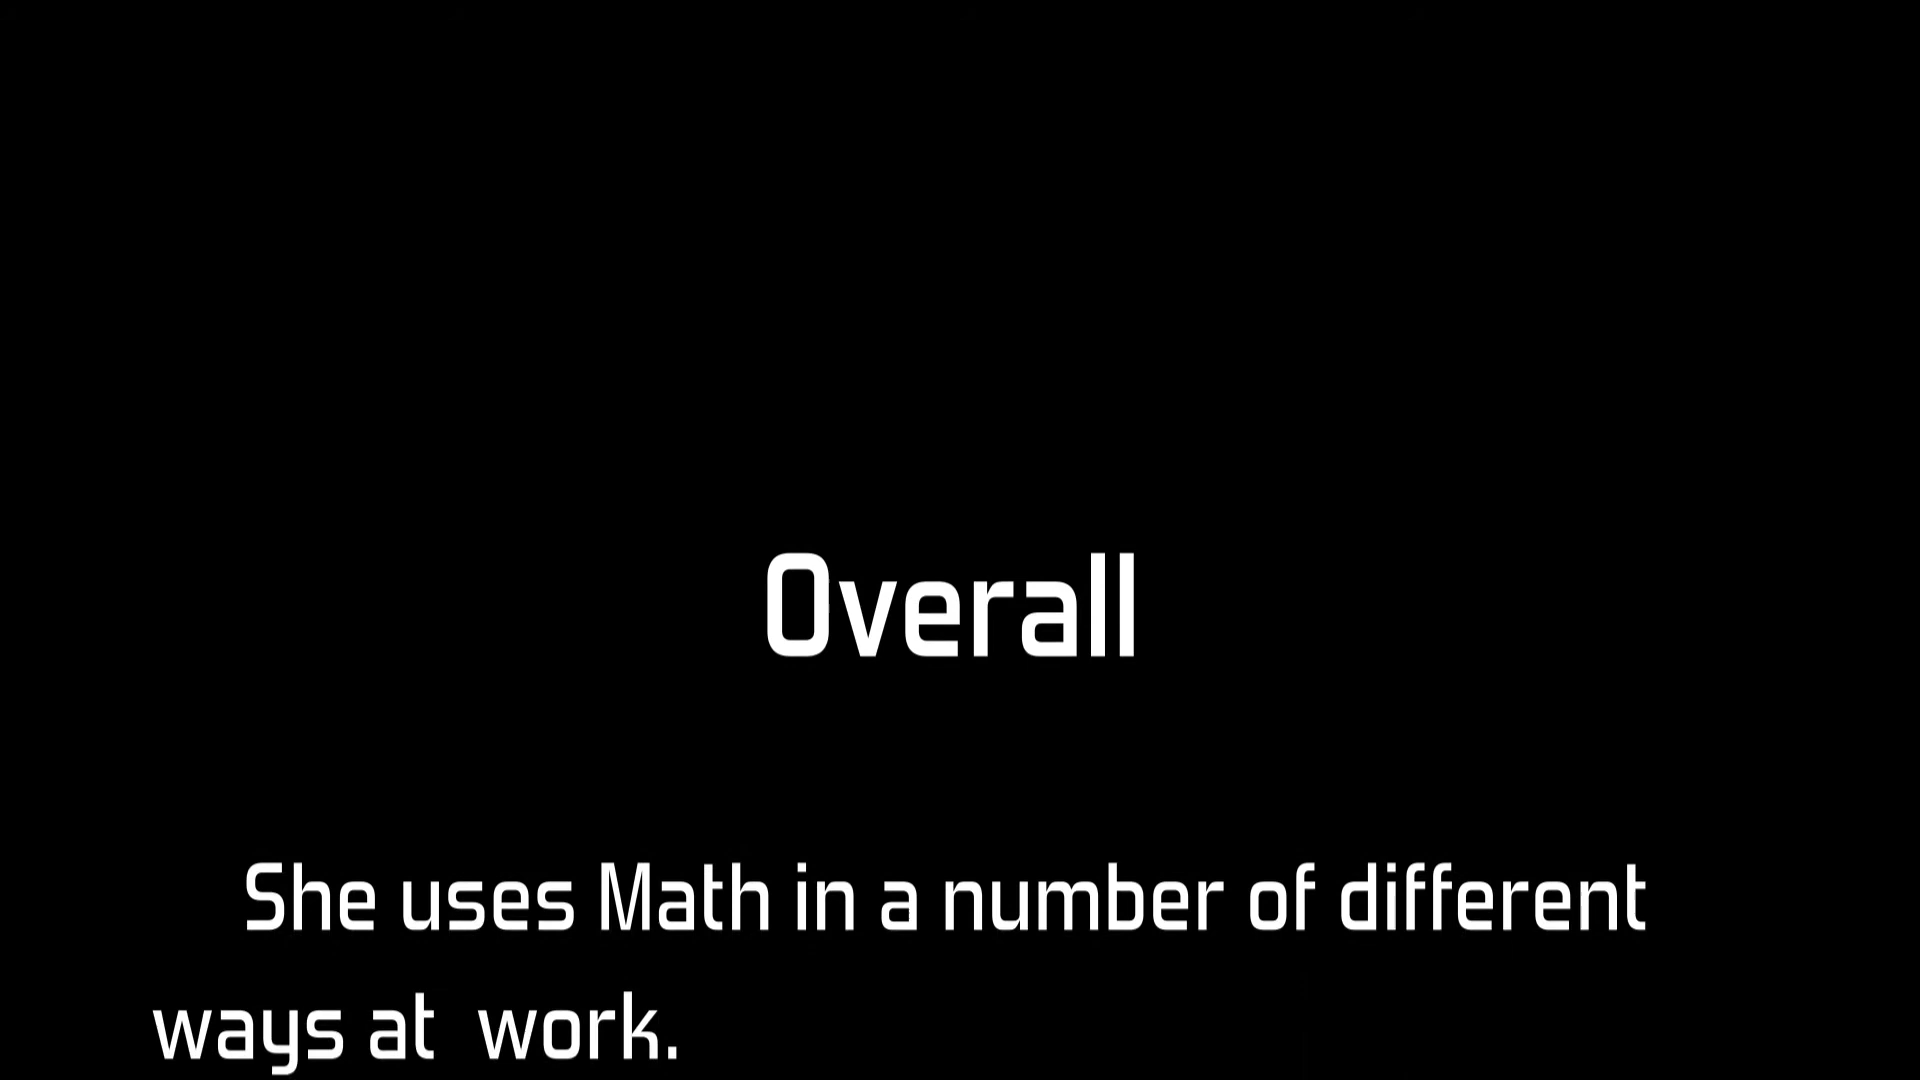 Overall
She uses Math in a number of different
ways at  work.